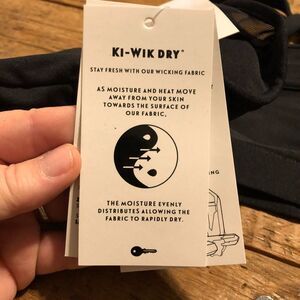 KI-WIK DRY®
STAY FRESH WITH OUR WICKING FABRIC
AS MOISTURE AND HEAT MOVE
AWAY FROM YOUR SKIN
TOWARDS THE SURFACE OF
OUR FABRIC,
THE MOISTURE EVENLY
DISTRIBUTES ALLOWING THE
FABRIC TO RAPIDLY DRY.